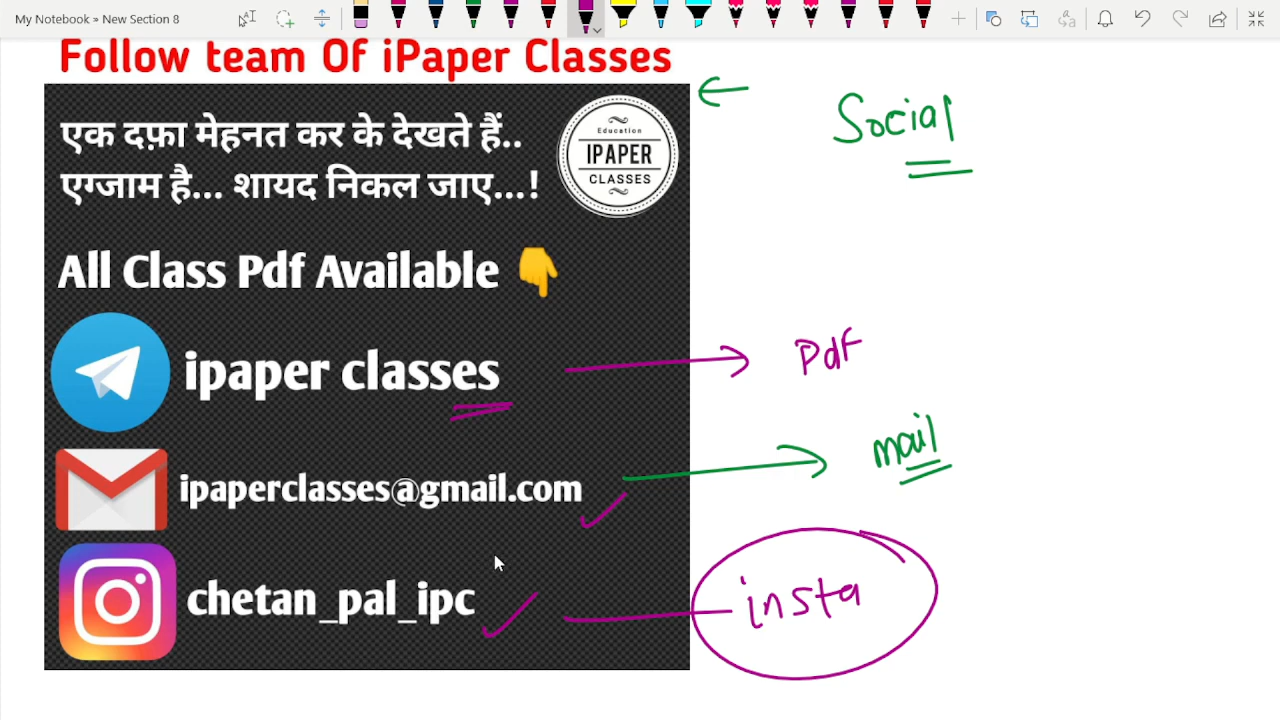 My Notebook » New Section 8
Follow team Of iPaper Classes
एक दफ़ा मेहनत कर के देखते हैं..
एग्जाम है... शायद निकल जाए...!
Education
IPAPER
CLASSES
Social
All Class Pdf Available 👇
ipaper classes
Pdf
ipaperclasses@gmail.com
mail
chetan_pal_ipc
insta